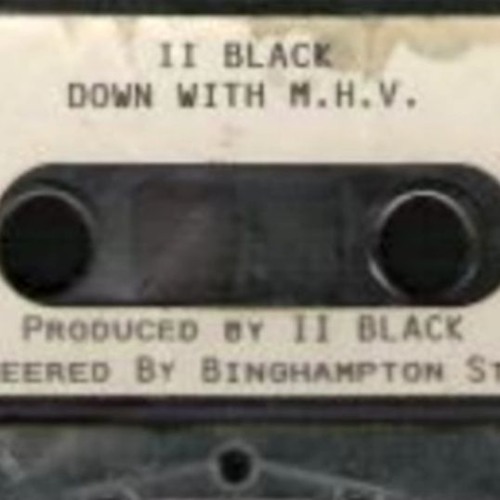 II BLACK
DOWN WITH M.H.V.
PRODUCED BY II BLACK
EERED BY BINGHAMPTON ST